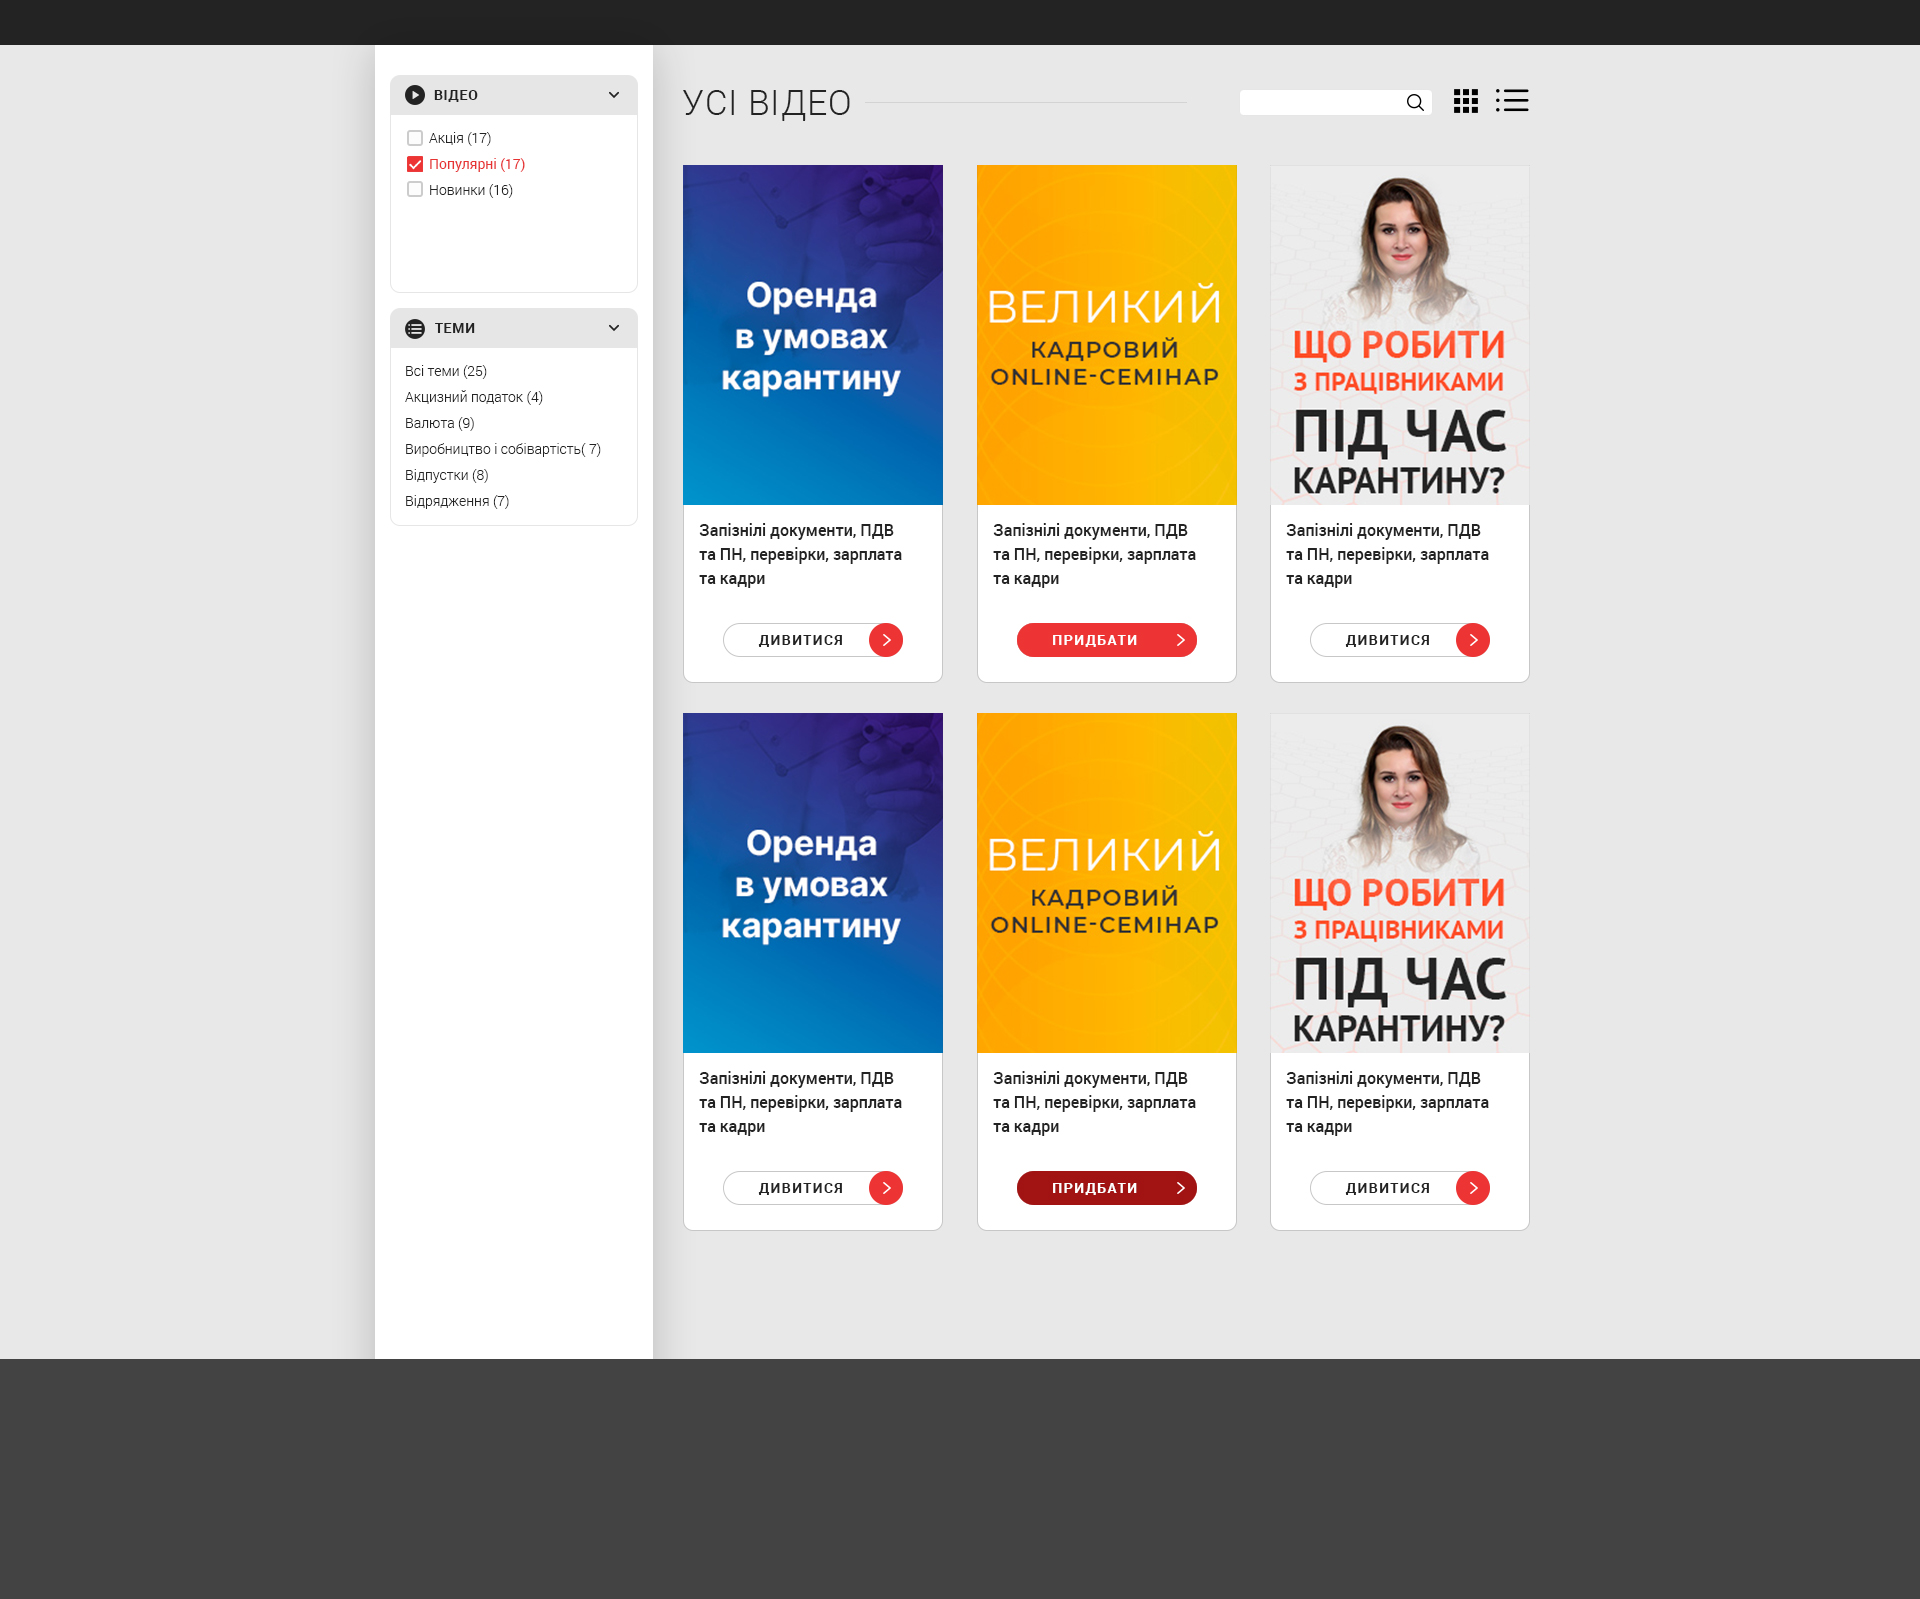 ВІДЕО
Акція (17)
Популярні (17)
Новинки (16)
ТЕМИ
Всі теми (25)
Акцизний податок (4)
Валюта (9)
Виробництво і собівартість( 7)
Відпустки (8)
Відрядження (7)
УСІ ВІДЕО
Оренда
в умовах
карантину
Запізнілі документи, ПДВ
та ПН, перевірки, зарплата
та кадри
ДИВИТИСЯ
ВЕЛИКИЙ
КАДРОВИЙ
ONLINE-СЕМІНАР
Запізнілі документи, ПДВ
та ПН, перевірки, зарплата
та кадри
ПРИДБАТИ
ЩО РОБИТИ
З ПРАЦІВНИКАМИ
ПІД ЧАС
КАРАНТИНУ?
Запізнілі документи, ПДВ
та ПН, перевірки, зарплата
та кадри
ДИВИТИСЯ
Оренда
в умовах
карантину
Запізнілі документи, ПДВ
та ПН, перевірки, зарплата
та кадри
ДИВИТИСЯ
ВЕЛИКИЙ
КАДРОВИЙ
ONLINE-СЕМІНАР
Запізнілі документи, ПДВ
та ПН, перевірки, зарплата
та кадри
ПРИДБАТИ
ЩО РОБИТИ
З ПРАЦІВНИКАМИ
ПІД ЧАС
КАРАНТИНУ?
Запізнілі документи, ПДВ
та ПН, перевірки, зарплата
та кадри
ДИВИТИСЯ